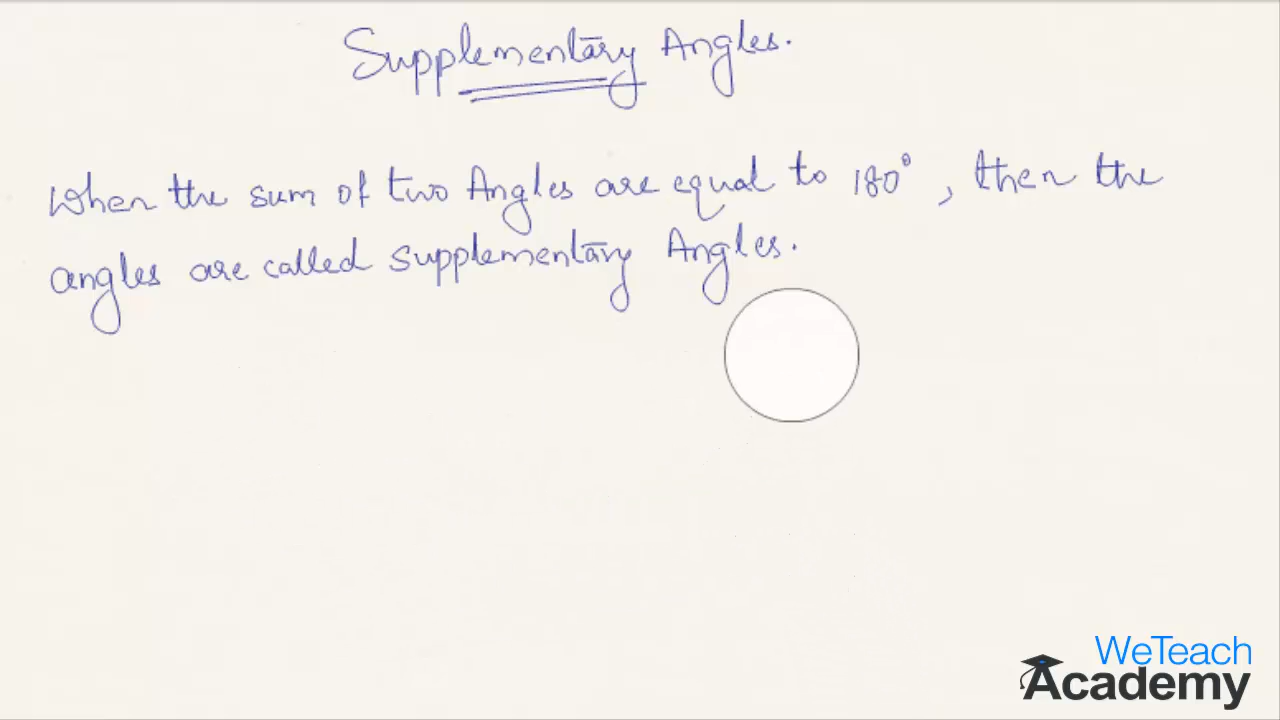 Supplementary Angles.
When the sum of two Angles are equal to 180°, then the
angles are called supplementary Angles.
WeTeach
Academy